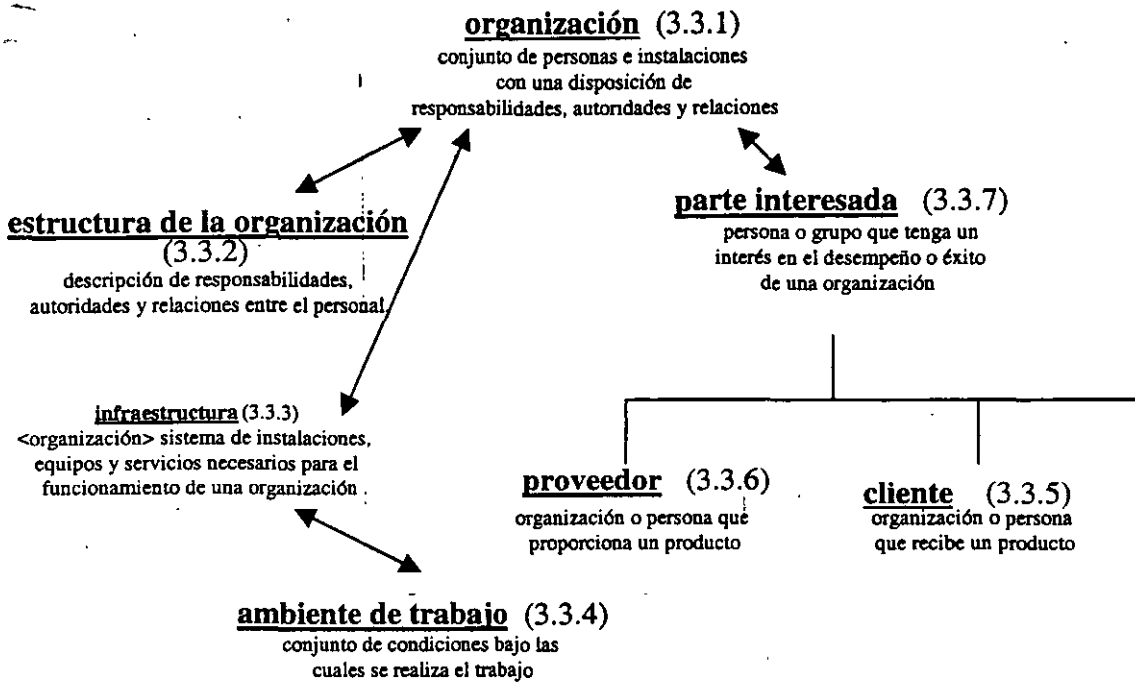 organización (3.3.1)
conjunto de personas e instalaciones
con una disposición de
responsabilidades, autoridades y relaciones
estructura de la organización
(3.3.2)
descripción de responsabilidades,
autoridades y relaciones entre el personal
parte interesada (3.3.7)
persona o grupo que tenga un
interés en el desempeño o éxito
de una organización
infraestructura (3.3.3)
<organización> sistema de instalaciones,
equipos y servicios necesarios para el
funcionamiento de una organización
proveedor (3.3.6)
organización o persona que
proporciona un producto
cliente (3.3.5)
organización o persona
que recibe un producto
ambiente de trabajo (3.3.4)
conjunto de condiciones bajo las
cuales se realiza el trabajo